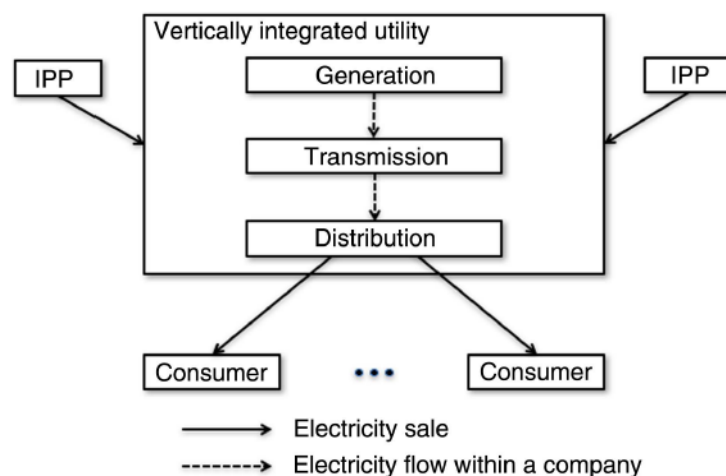 Vertically integrated utility
IPP
Generation
IPP
Transmission
Distribution
Consumer
...
Consumer
Electricity sale
Electricity flow within a company